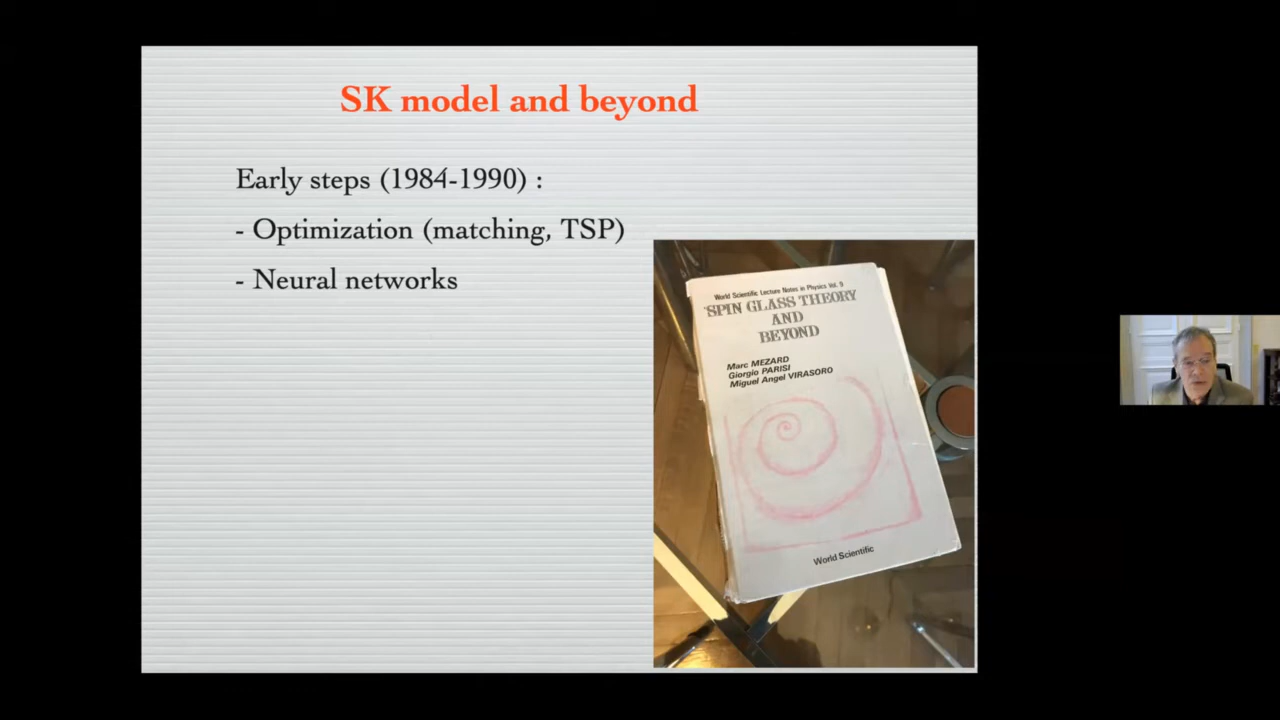 SK model and beyond
Early steps (1984-1990) :
- Optimization (matching, TSP)
- Neural networks
World Scientific Lecture Notes in Physics Vol. 9
SPIN GLASS THEORY
AND
BEYOND
Marc MEZARD
Giorgio PARISI
Miguel Angel VIRASORO
World Scientific